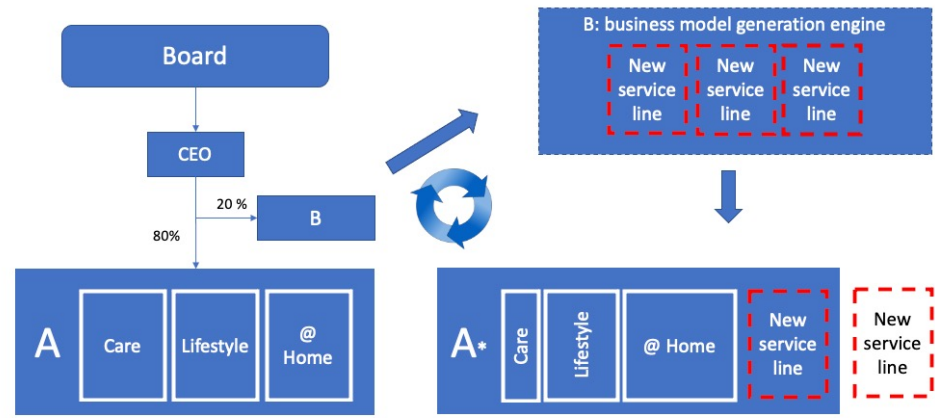 Board
CEO
20 %
80%
B
A
Care
Lifestyle
@
Home
B: business model generation engine
New
service
line
New
service
line
New
service
line
A*
Care
Lifestyle
@ Home
New
service
line
New
service
line